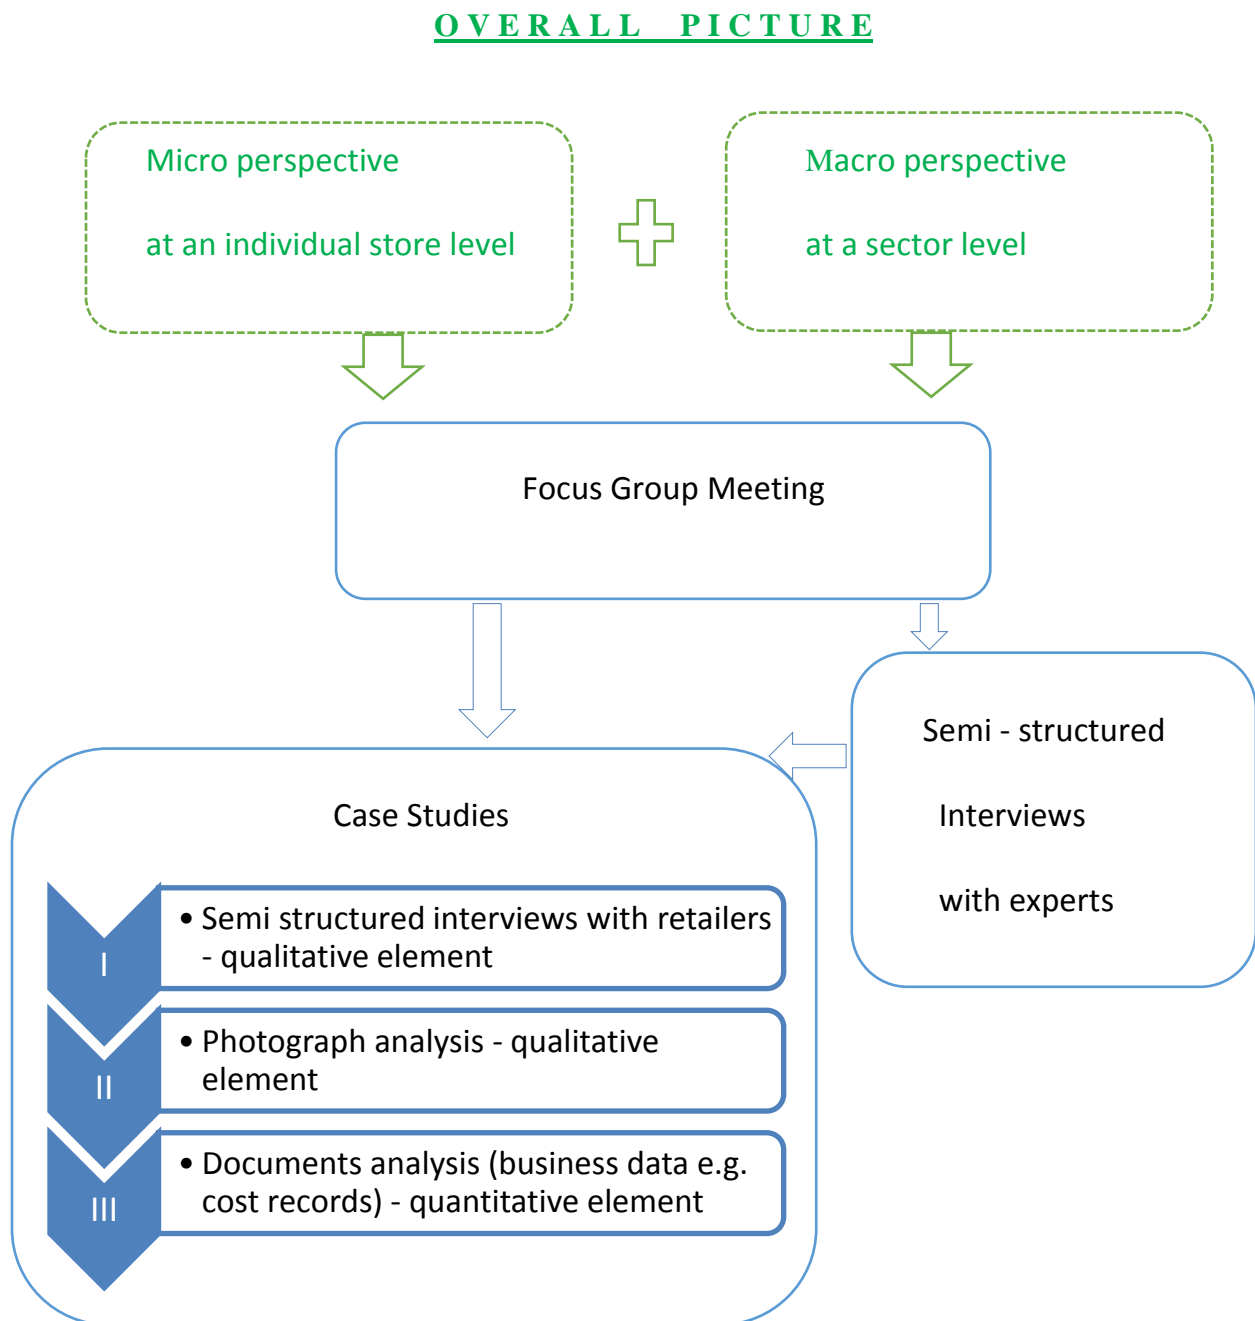 OVERALL PICTURE
Micro perspective
at an individual store level
Macro perspective
at a sector level
Focus Group Meeting
Semi - structured
Interviews
with experts
Case Studies
I
• Semi structured interviews with retailers
- qualitative element
II
• Photograph analysis - qualitative
element
III
• Documents analysis (business data e.g.
cost records) - quantitative element